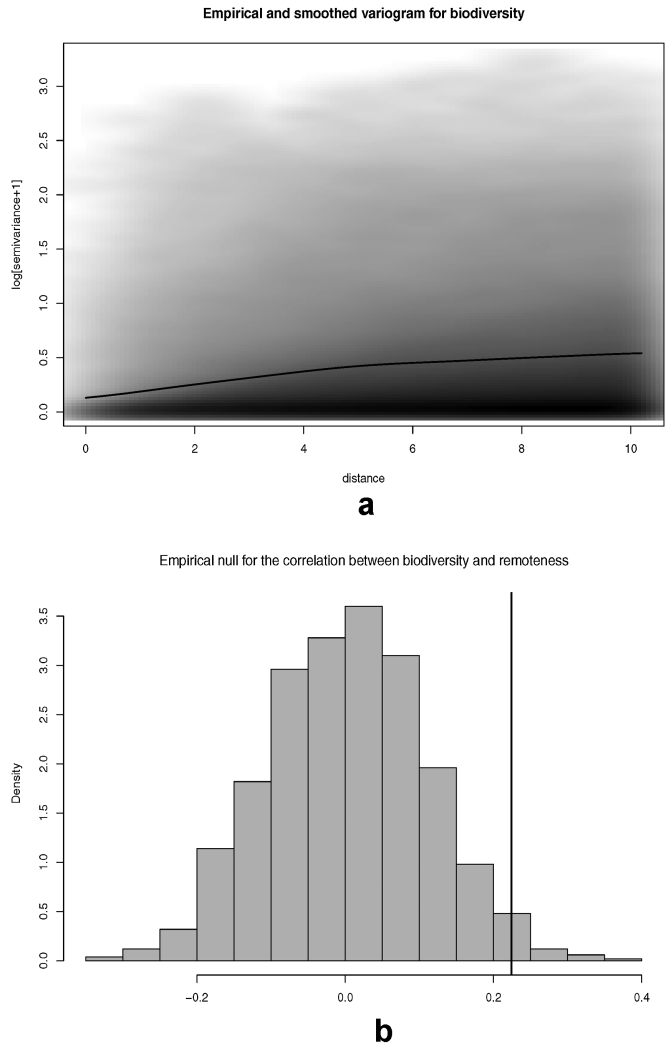 Empirical and smoothed variogram for biodiversity
log[semivariance+1]
3.0
2.5
2.0
1.5
1.0
0.5
0.0
0 2 4 6 8 10
distance
a
Empirical null for the correlation between biodiversity and remoteness
Density
3.5
3.0
2.5
2.0
1.5
1.0
0.5
0.0
−0.2 0.0 0.2 0.4
b